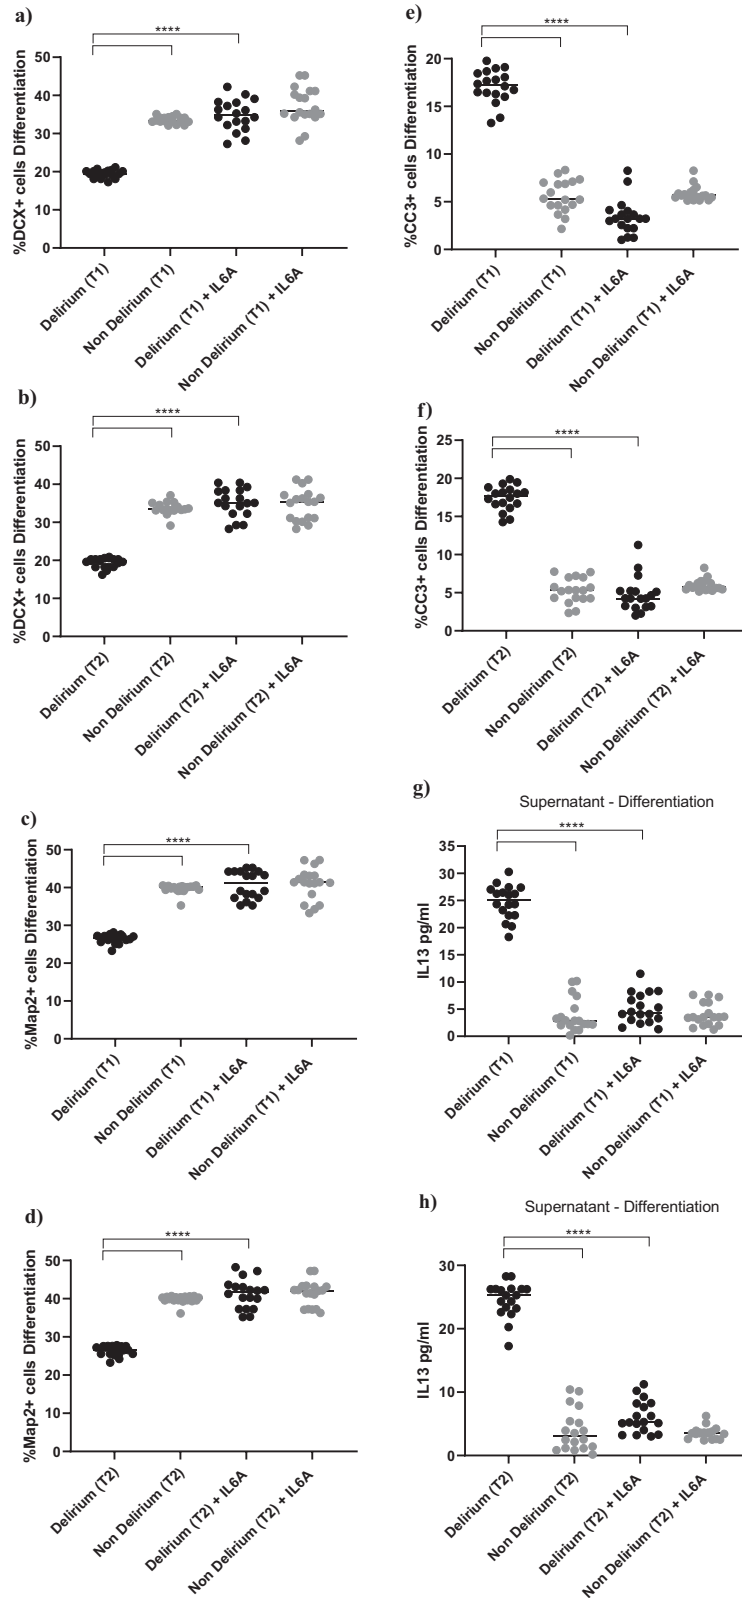 a)
****
50
40
30
20
10
0
%DCX+ cells Differentiation
Delirium (T1)
Non Delirium (T1)
Delirium (T1) + IL6A
Non Delirium (T1) + IL6A
b)
****
50
40
30
20
10
0
%DCX+ cells Differentiation
Delirium (T2)
Non Delirium (T2)
Delirium (T2) + IL6A
Non Delirium (T2) + IL6A
c)
****
50
40
30
20
10
0
%Map2+ cells Differentiation
Delirium (T1)
Non Delirium (T1)
Delirium (T1) + IL6A
Non Delirium (T1) + IL6A
d)
****
50
40
30
20
10
0
%Map2+ cells Differentiation
Delirium (T2)
Non Delirium (T2)
Delirium (T2) + IL6A
Non Delirium (T2) + IL6A
e)
****
20
15
10
5
0
%CC3+ cells Differentiation
Delirium (T1)
Non Delirium (T1)
Delirium (T1) + IL6A
Non Delirium (T1) + IL6A
f)
****
25
20
15
10
5
0
%CC3+ cells Differentiation
Delirium (T2)
Non Delirium (T2)
Delirium (T2) + IL6A
Non Delirium (T2) + IL6A
g)
Supernatant - Differentiation
****
35
30
25
20
15
10
5
0
IL13 pg/ml
Delirium (T1)
Non Delirium (T1)
Delirium (T1) + IL6A
Non Delirium (T1) + IL6A
h)
Supernatant - Differentiation
****
30
20
10
0
IL13 pg/ml
Delirium (T2)
Non Delirium (T2)
Delirium (T2) + IL6A
Non Delirium (T2) + IL6A